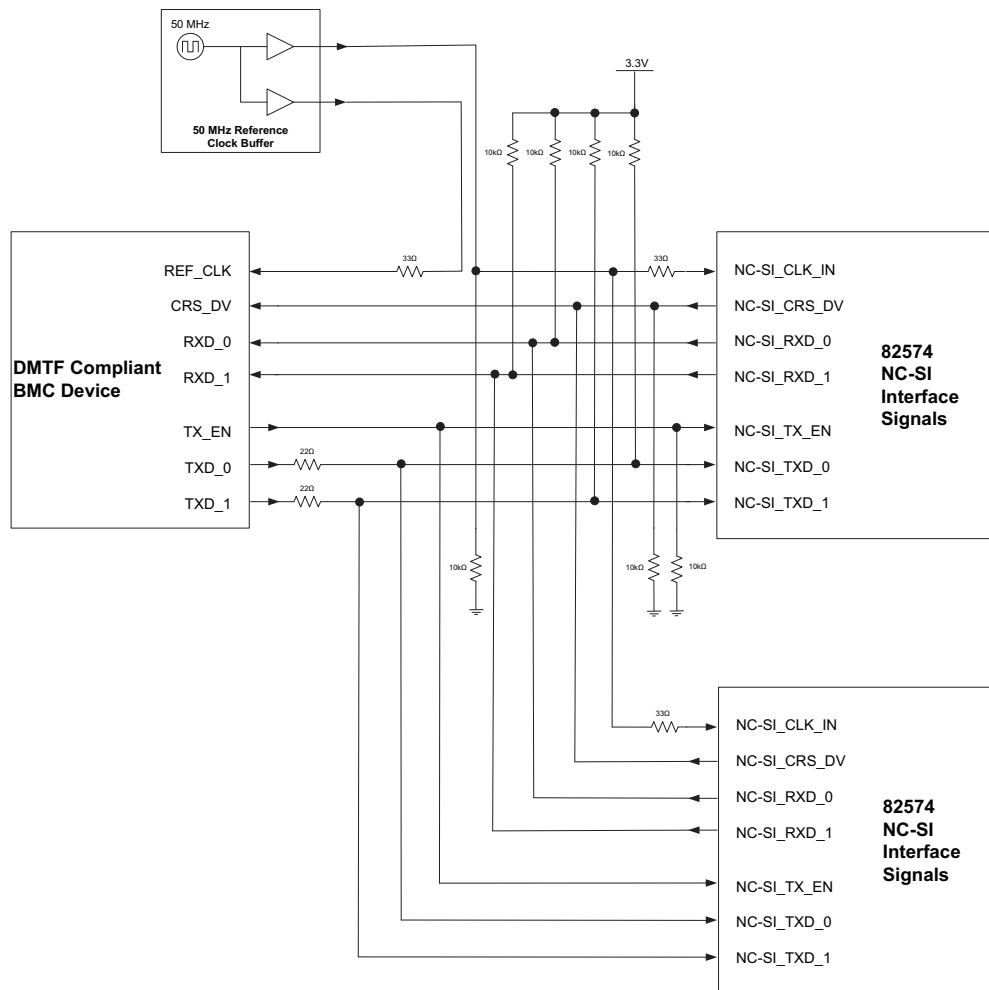 50 MHz
50 MHz Reference
Clock Buffer
3.3V
10kΩ
10kΩ
10kΩ
10kΩ
DMTF Compliant
BMC Device
REF_CLK
CRS_DV
RXD_0
RXD_1
TX_EN
TXD_0
TXD_1
33Ω
33Ω
22Ω
22Ω
NC-SI_CLK_IN
NC-SI_CRS_DV
NC-SI_RXD_0
NC-SI_RXD_1
NC-SI_TX_EN
NC-SI_TXD_0
NC-SI_TXD_1
82574
NC-SI
Interface
Signals
10kΩ
10kΩ
10kΩ
33Ω
NC-SI_CLK_IN
NC-SI_CRS_DV
NC-SI_RXD_0
NC-SI_RXD_1
NC-SI_TX_EN
NC-SI_TXD_0
NC-SI_TXD_1
82574
NC-SI
Interface
Signals